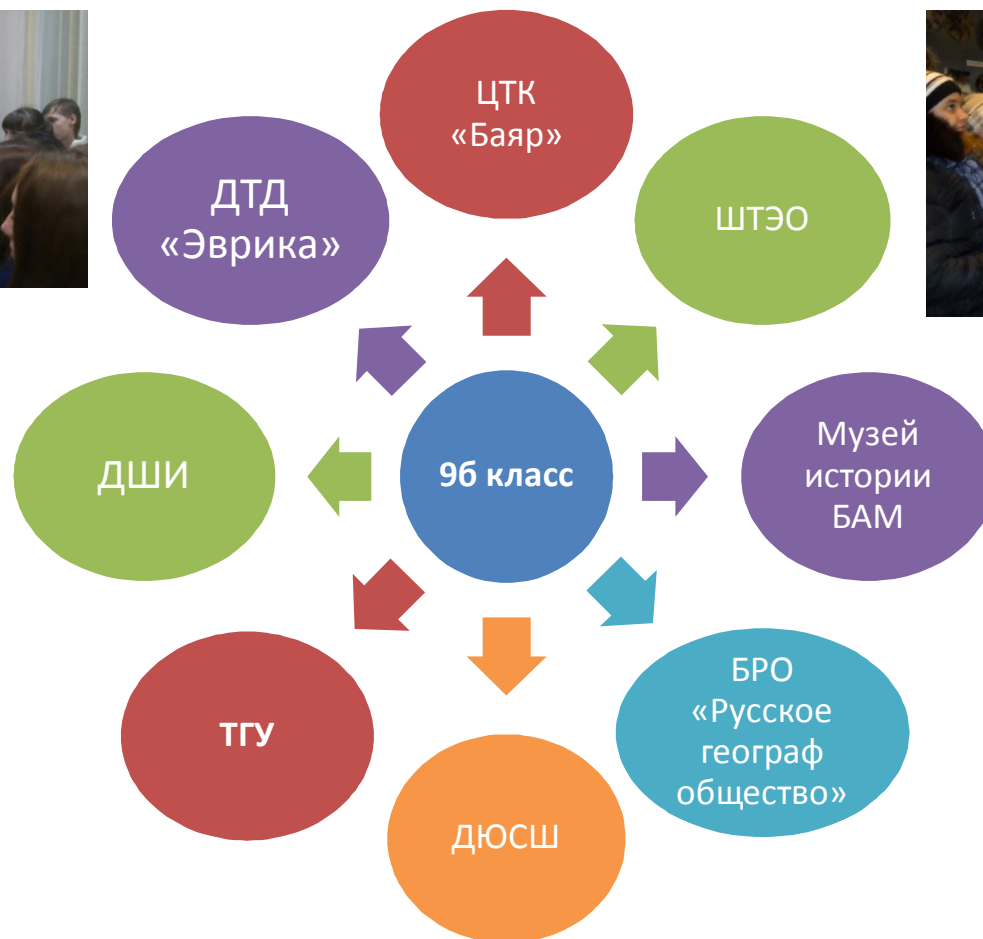 ЦТК
«Баяр»
ДТД
«Эврика»
ШТЭО
ДШИ
9б класс
Музей
истории
БАМ
ТГУ
БРО
«Русское
географ
общество»
ДЮСШ